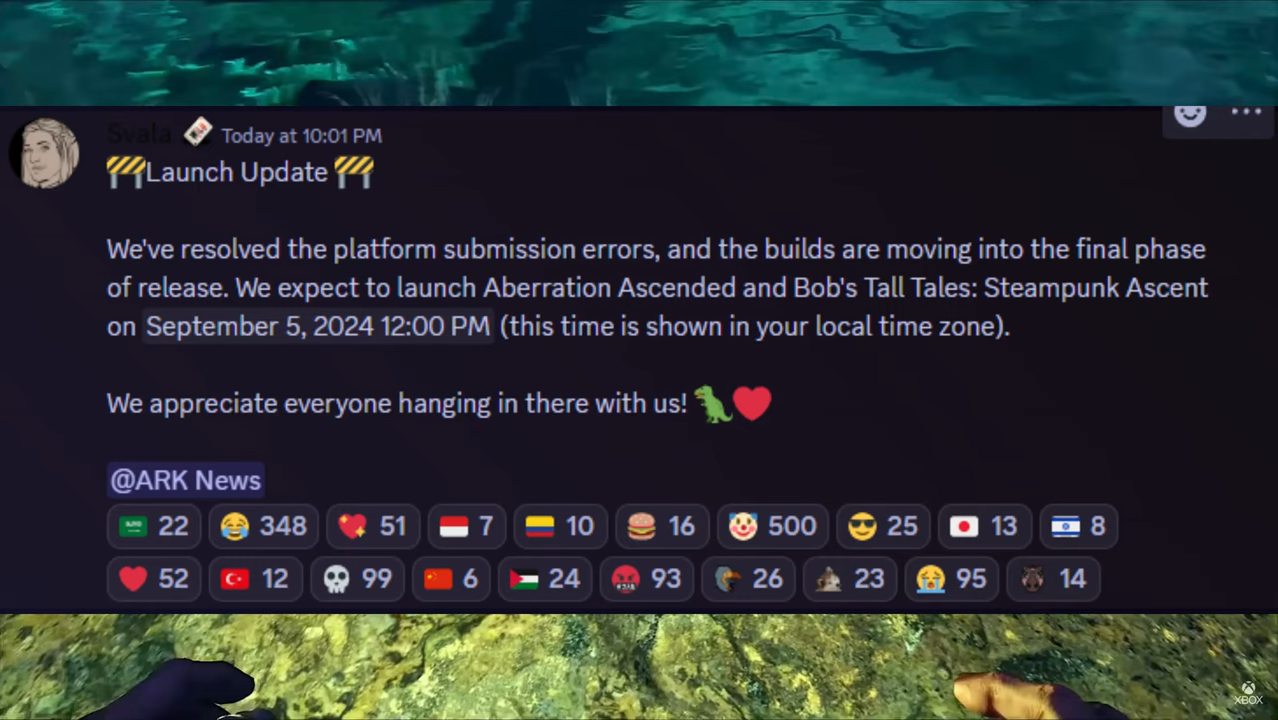 Svala
Today at 10:01 PM
🚧Launch Update 🚧
We've resolved the platform submission errors, and the builds are moving into the final phase
of release. We expect to launch Aberration Ascended and Bob's Tall Tales: Steampunk Ascent
on September 5, 2024 12:00 PM (this time is shown in your local time zone).
We appreciate everyone hanging in there with us! 🦖❤️
@ARK News
22 348 51 7 10 16 500 25 13 8
52 12 99 6 24 93 26 23 95 14
XBOX